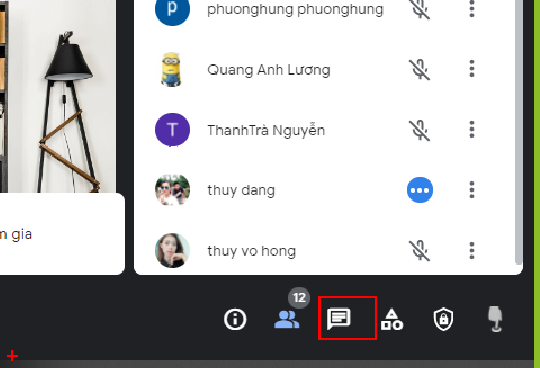 p phuonghung phuonghung
Quang Anh Lương
T ThanhTrà Nguyễn
thuy dang
m gia
thuy vo hong
12